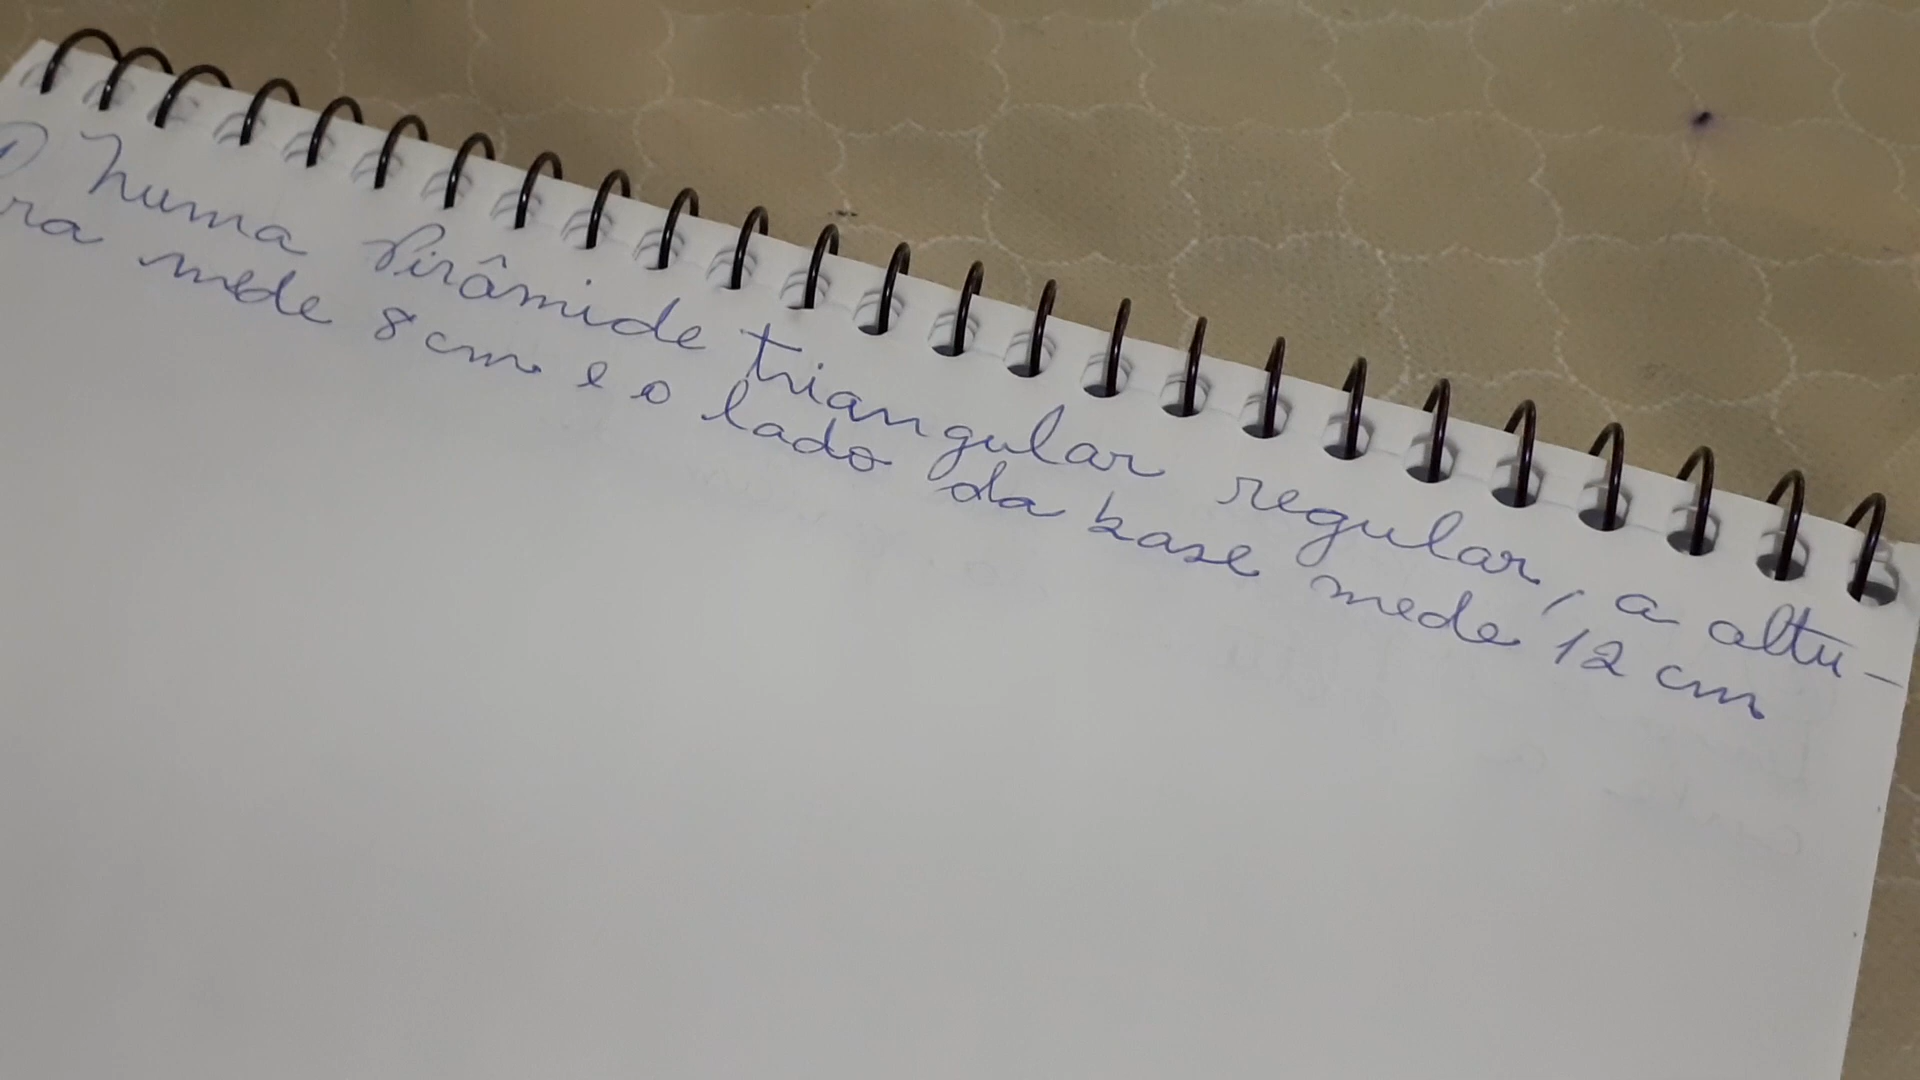 1) Numa Pirâmide triangular regular, a altu-
ra mede 8 cm e o lado da base mede 12 cm